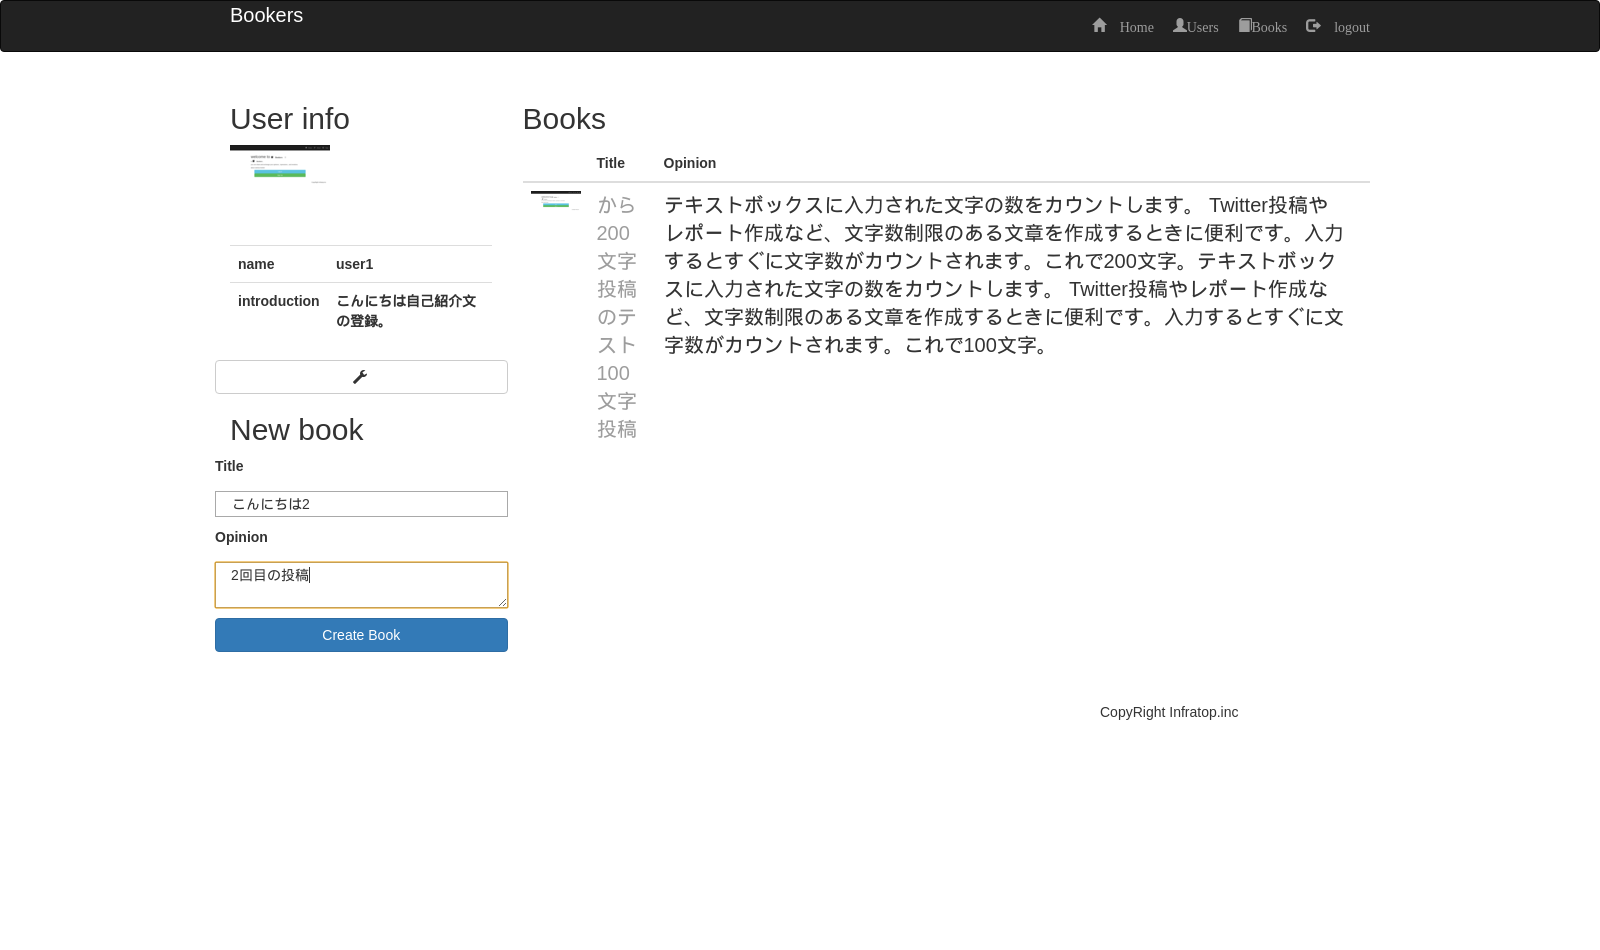 Bookers
Home Users Books logout
User info
name user1
introduction こんにちは自己紹介文
の登録。
New book
Title
こんにちは2
Opinion
2回目の投稿
Create Book
Books
Title Opinion
から
200
文字
投稿
のテ
スト
100
文字
投稿
テキストボックスに入力された文字の数をカウントします。 Twitter投稿や
レポート作成など、文字数制限のある文章を作成するときに便利です。入力
するとすぐに文字数がカウントされます。これで200文字。テキストボック
スに入力された文字の数をカウントします。 Twitter投稿やレポート作成な
ど、文字数制限のある文章を作成するときに便利です。入力するとすぐに文
字数がカウントされます。これで100文字。
CopyRight Infratop.inc